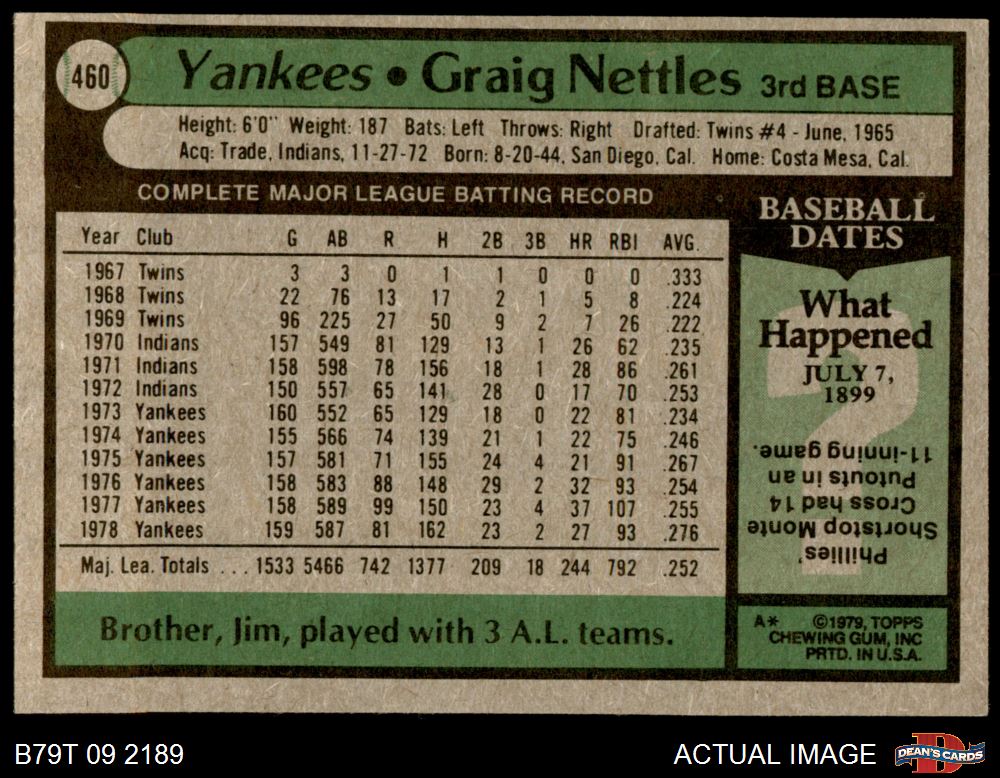 460
Yankees • Graig Nettles 3rd BASE
Height: 6'0" Weight: 187 Bats: Left Throws: Right Drafted: Twins #4 - June, 1965
Acq: Trade, Indians, 11-27-72 Born: 8-20-44, San Diego, Cal. Home: Costa Mesa, Cal.
COMPLETE MAJOR LEAGUE BATTING RECORD
Year Club G AB R H 2B 3B HR RBI AVG.
1967 Twins 3 3 0 1 1 0 0 0 .333
1968 Twins 22 76 13 17 2 1 5 8 .224
1969 Twins 96 225 27 50 9 2 7 26 .222
1970 Indians 157 549 81 129 13 1 26 62 .235
1971 Indians 158 598 78 156 18 1 28 86 .261
1972 Indians 150 557 65 141 28 0 17 70 .253
1973 Yankees 160 552 65 129 18 0 22 81 .234
1974 Yankees 155 566 74 139 21 1 22 75 .246
1975 Yankees 157 581 71 155 24 4 21 91 .267
1976 Yankees 158 583 88 148 29 2 32 93 .254
1977 Yankees 158 589 99 150 23 4 37 107 .255
1978 Yankees 159 587 81 162 23 2 27 93 .276
Maj. Lea. Totals ... 1533 5466 742 1377 209 18 244 792 .252
Brother, Jim, played with 3 A.L. teams.
BASEBALL
DATES
What
Happened
JULY 7,
1899
Phillies'
Shortstop Monte
Cross had 14
Putouts in an
11-inning game.
A* ©1979, TOPPS
CHEWING GUM, INC
PRTD. IN U.S.A.
B79T 09 2189
ACTUAL IMAGE
DEAN'S CARDS